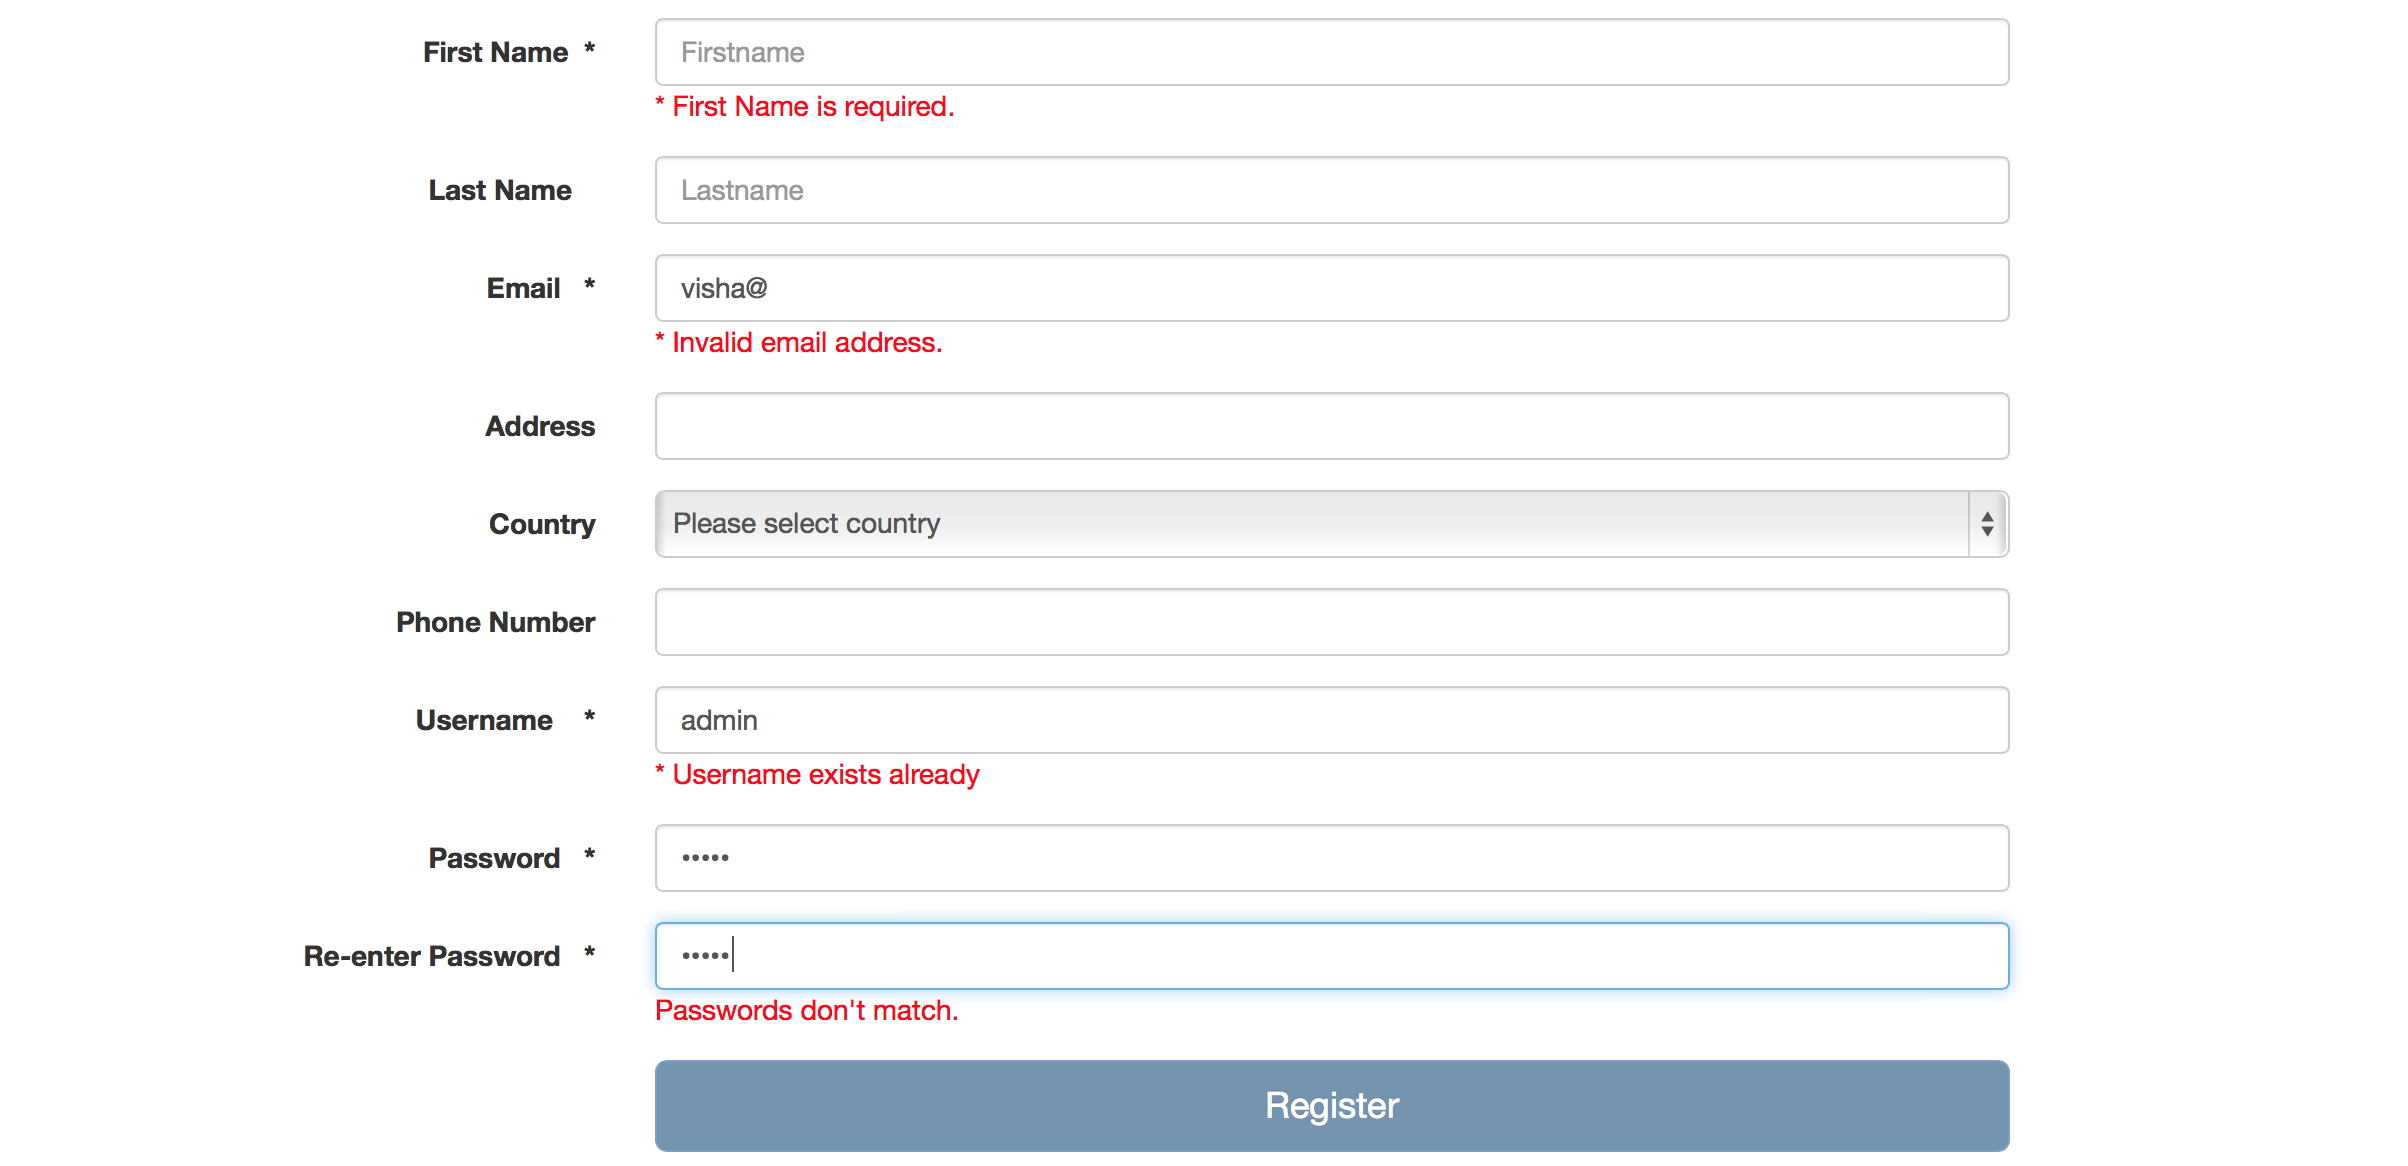 First Name * Firstname
* First Name is required.
Last Name Lastname
Email * visha@
* Invalid email address.
Address
Country Please select country
Phone Number
Username * admin
* Username exists already
Password * •••••
Re-enter Password * •••••
Passwords don't match.
Register